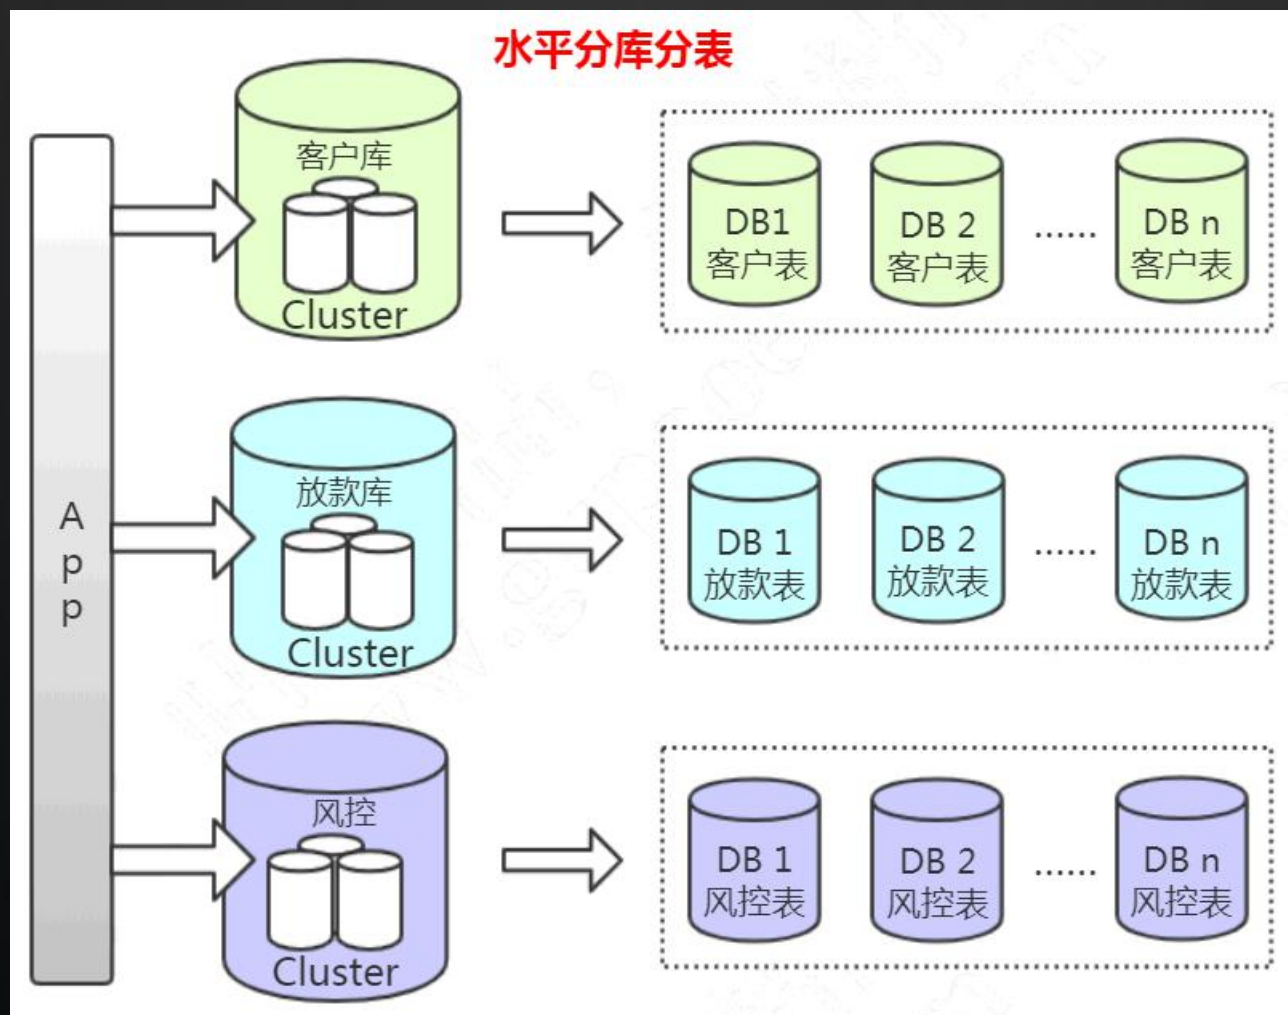 水平分库分表
A
p
p
客户库
Cluster
DB1
客户表
DB 2
客户表
......
DB n
客户表
放款库
Cluster
DB 1
放款表
DB 2
放款表
......
DB n
放款表
风控
Cluster
DB 1
风控表
DB 2
风控表
......
DB n
风控表